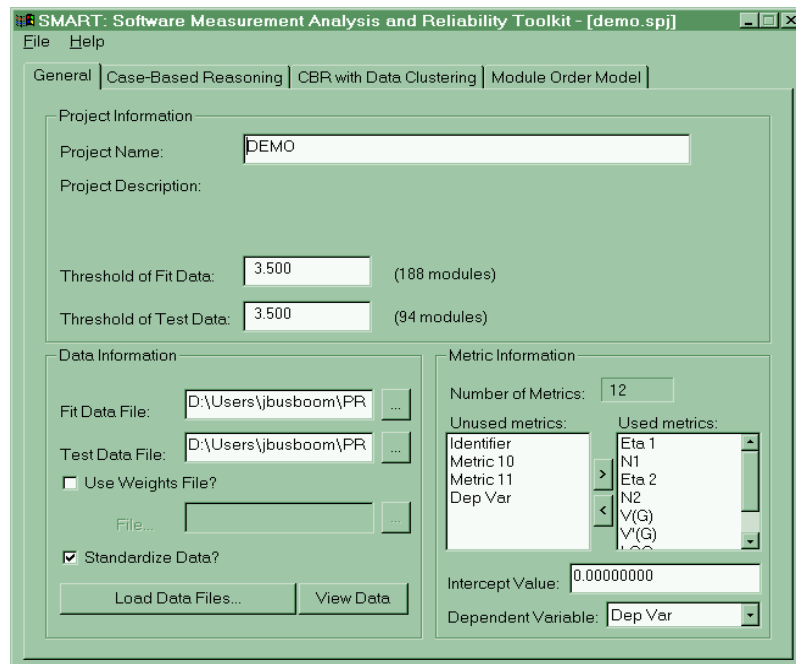 SMART: Software Measurement Analysis and Reliability Toolkit - [demo.spj]
File Help
General Case-Based Reasoning CBR with Data Clustering Module Order Model
Project Information
Project Name: DEMO
Project Description:
Threshold of Fit Data: 3.500 (188 modules)
Threshold of Test Data: 3.500 (94 modules)
Data Information
Fit Data File: D:\Users\jbusboom\PR ...
Test Data File: D:\Users\jbusboom\PR ...
Use Weights File?
File... ...
Standardize Data?
Load Data Files... View Data
Metric Information
Number of Metrics: 12
Unused metrics:
Identifier
Metric 10
Metric 11
Dep Var
>
<
Used metrics:
Eta 1
N1
Eta 2
N2
V(G)
V'(G)
Intercept Value: 0.00000000
Dependent Variable: Dep Var